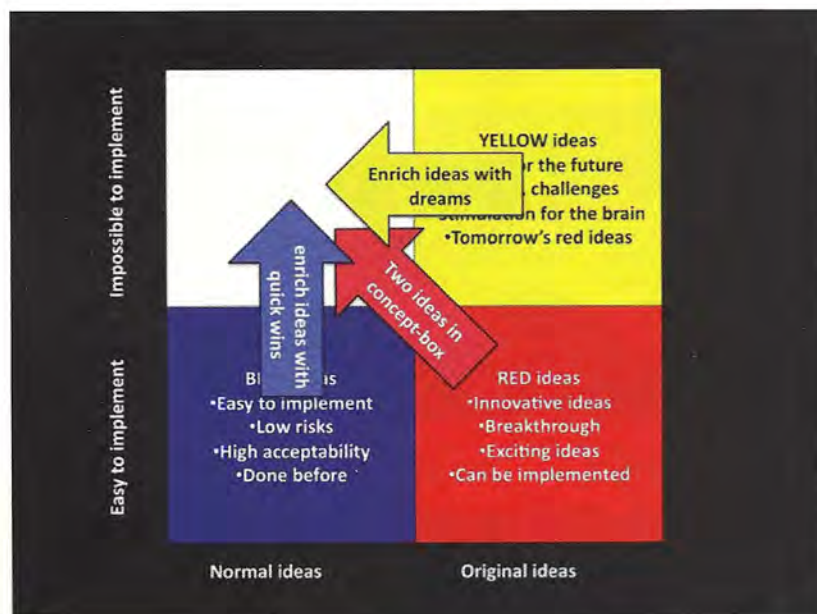 Impossible to implement
YELLOW ideas
or the future
challenges
for the brain
•Tomorrow's red ideas
Enrich ideas with
dreams
enrich ideas with
quick wins
Two ideas in
concept-box
Easy to implement
•Easy to implement
•Low risks
•High acceptability
•Done before
RED ideas
•Innovative ideas
•Breakthrough
•Exciting ideas
•Can be implemented
Normal ideas
Original ideas